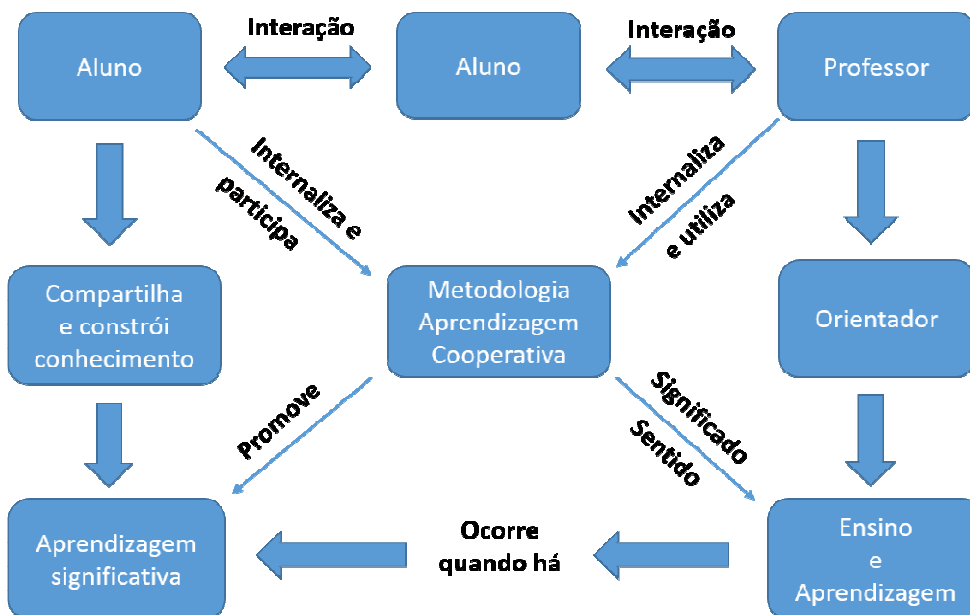 Interação
Interação
Aluno
Aluno
Professor
Internaliza e
participa
Internaliza
e utiliza
Compartilha
e constrói
conhecimento
Metodologia
Aprendizagem
Cooperativa
Orientador
Promove
Significado
Sentido
Aprendizagem
significativa
Ocorre
quando há
Ensino
e
Aprendizagem